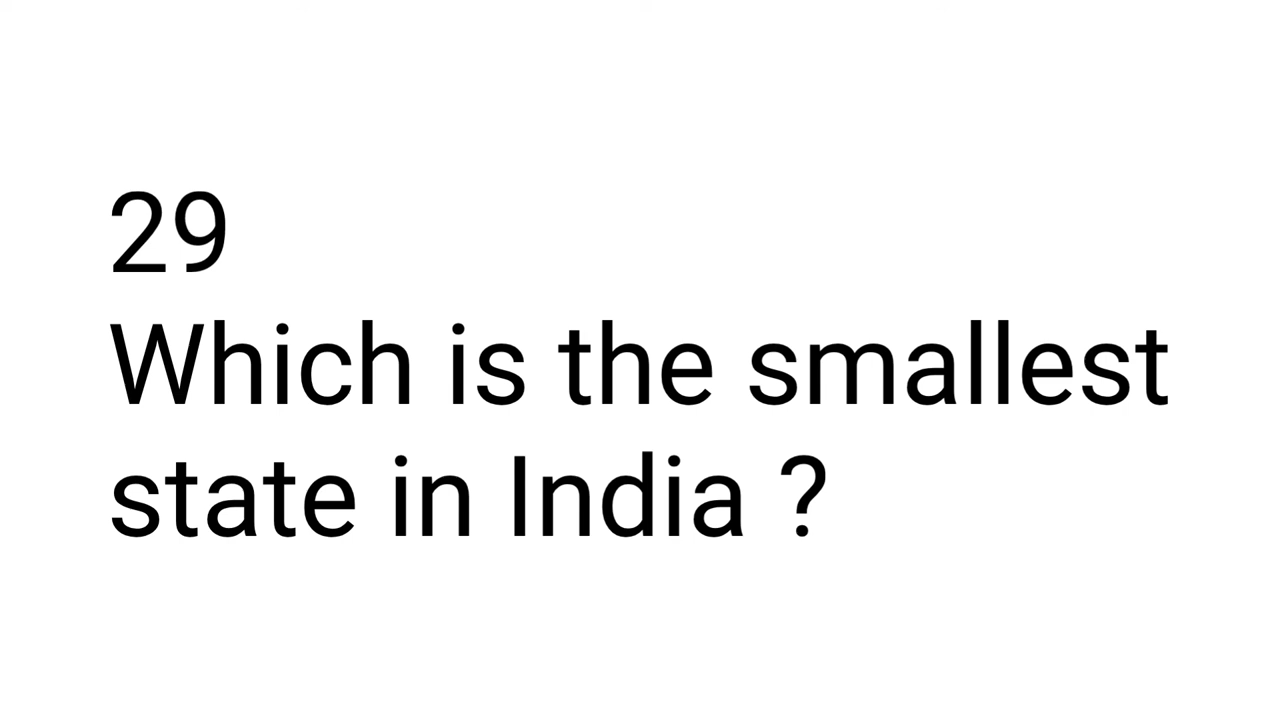 29
Which is the smallest
state in India ?